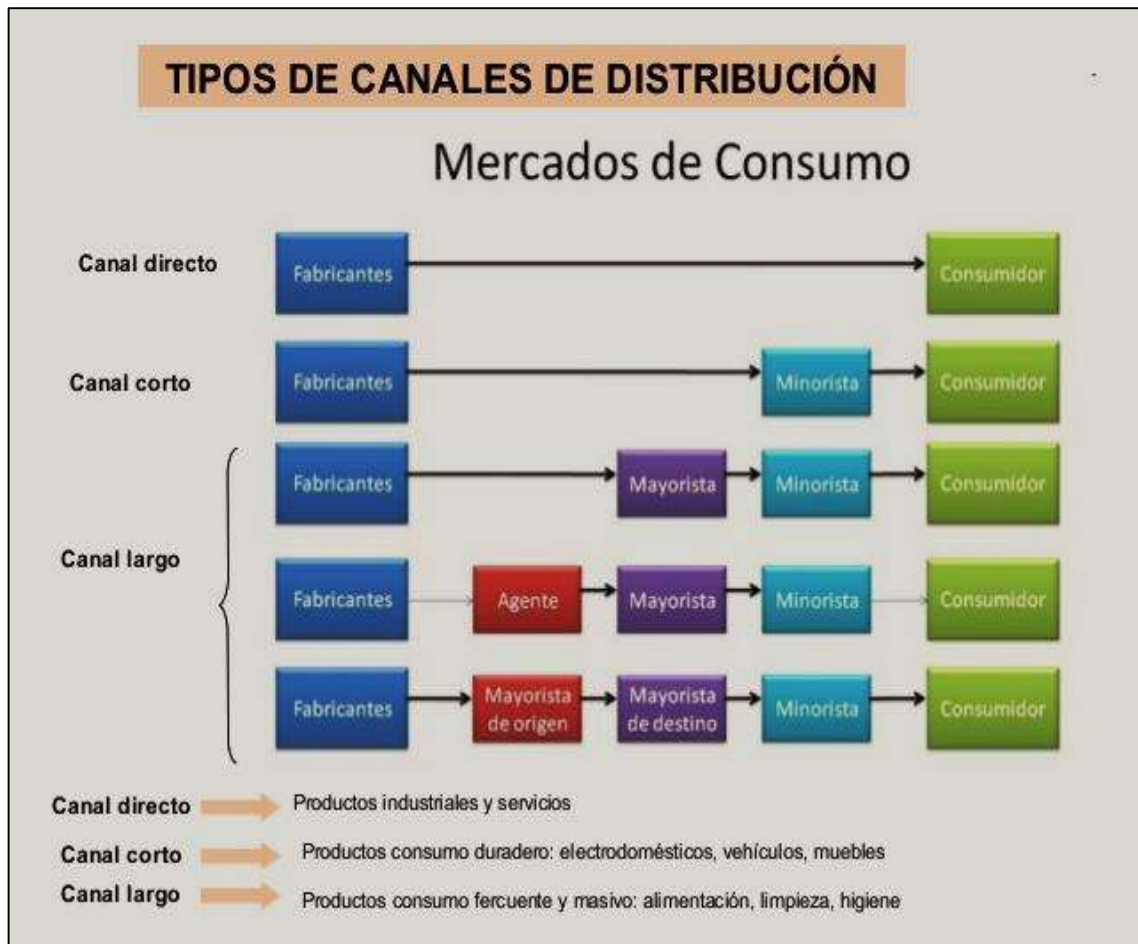 TIPOS DE CANALES DE DISTRIBUCIÓN
Mercados de Consumo
Canal directo
Fabricantes
Consumidor
Canal corto
Fabricantes
Minorista
Consumidor
Canal largo
Fabricantes
Mayorista
Minorista
Consumidor
Fabricantes
Agente
Mayorista
Minorista
Consumidor
Fabricantes
Mayorista
de origen
Mayorista
de destino
Minorista
Consumidor
Canal directo
Productos industriales y servicios
Canal corto
Productos consumo duradero: electrodomésticos, vehículos, muebles
Canal largo
Productos consumo fercuente y masivo: alimentación, limpieza, higiene